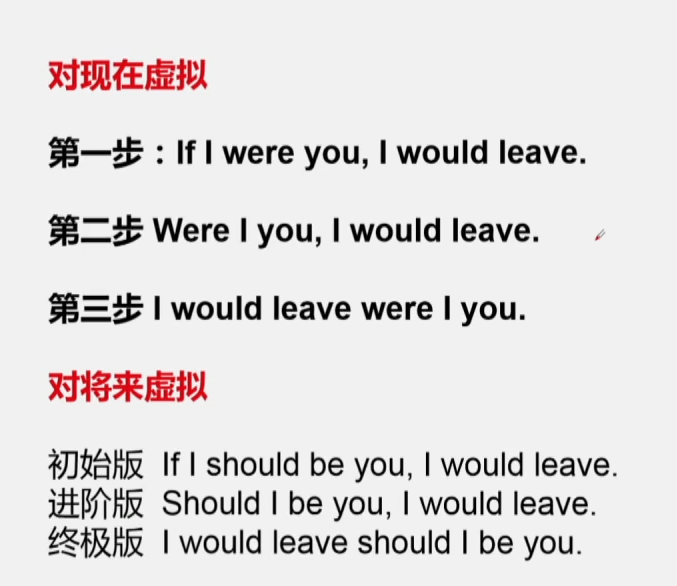 对现在虚拟
第一步：If I were you, I would leave.
第二步 Were I you, I would leave.
第三步 I would leave were I you.
对将来虚拟
初始版 If I should be you, I would leave.
进阶版 Should I be you, I would leave.
终极版 I would leave should I be you.